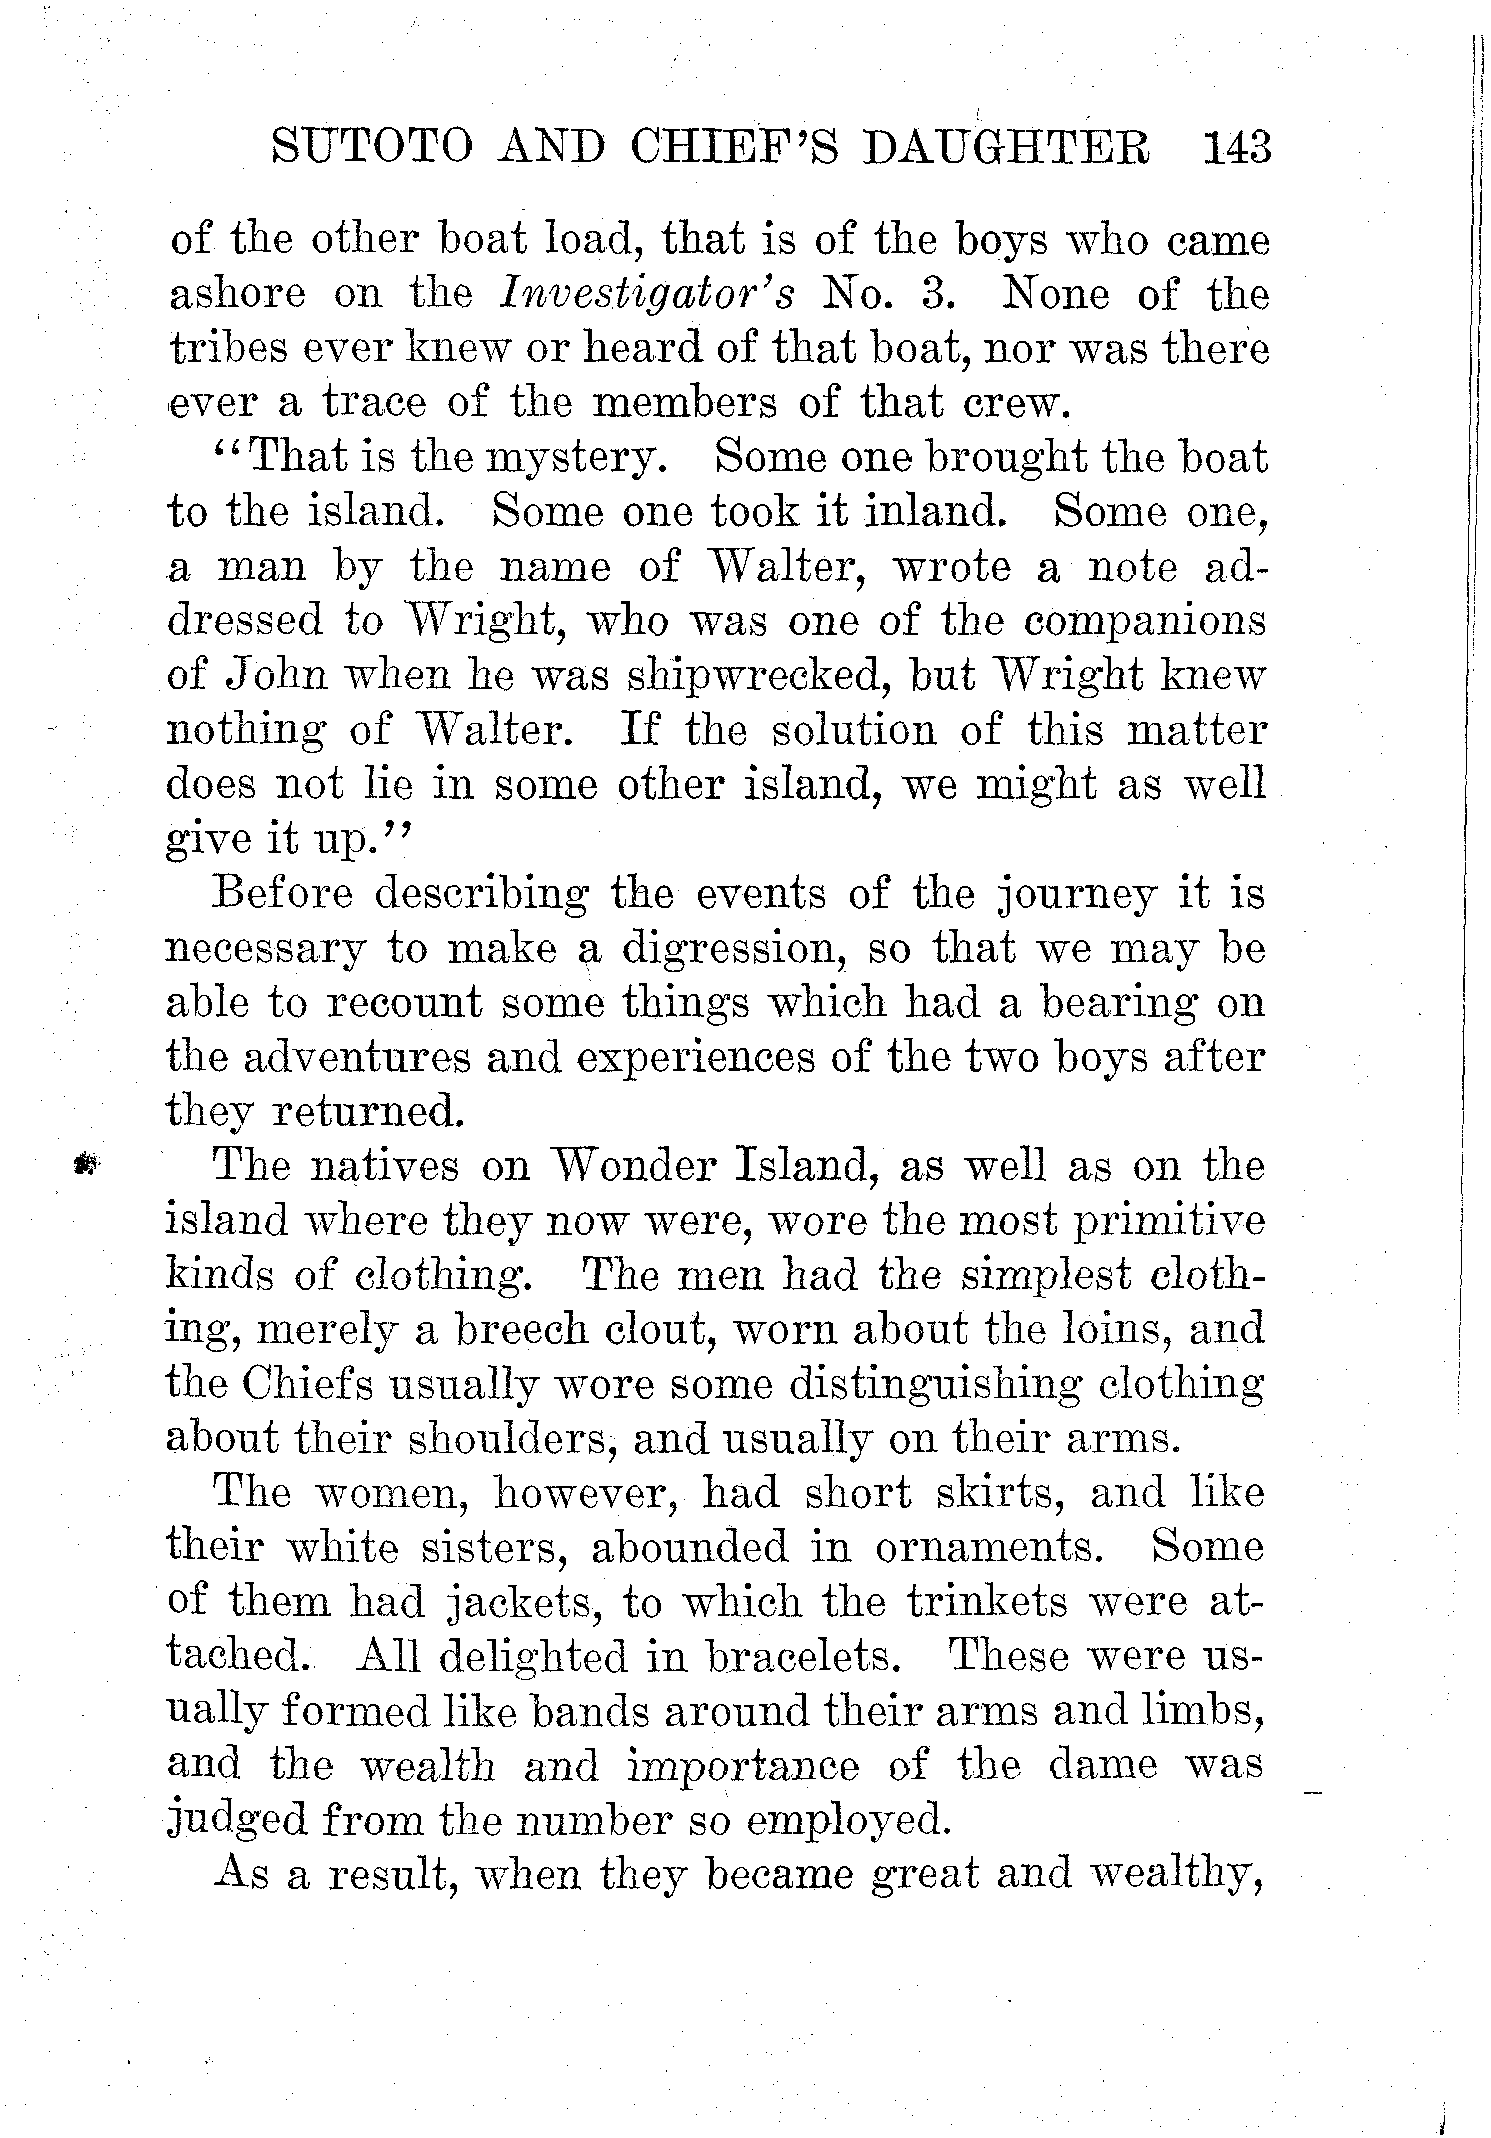 SUTOTO AND CHIEF'S DAUGHTER 143
of the other boat load, that is of the boys who came
ashore on the Investigator's No. 3. None of the
tribes ever knew or heard of that boat, nor was there
ever a trace of the members of that crew.
"That is the mystery. Some one brought the boat
to the island. Some one took it inland. Some one,
a man by the name of Walter, wrote a note ad-
dressed to Wright, who was one of the companions
of John when he was shipwrecked, but Wright knew
nothing of Walter. If the solution of this matter
does not lie in some other island, we might as well
give it up."
Before describing the events of the journey it is
necessary to make a digression, so that we may be
able to recount some things which had a bearing on
the adventures and experiences of the two boys after
they returned.
The natives on Wonder Island, as well as on the
island where they now were, wore the most primitive
kinds of clothing. The men had the simplest cloth-
ing, merely a breech clout, worn about the loins, and
the Chiefs usually wore some distinguishing clothing
about their shoulders, and usually on their arms.
The women, however, had short skirts, and like
their white sisters, abounded in ornaments. Some
of them had jackets, to which the trinkets were at-
tached. All delighted in bracelets. These were us-
ually formed like bands around their arms and limbs,
and the wealth and importance of the dame was
judged from the number so employed.
As a result, when they became great and wealthy,